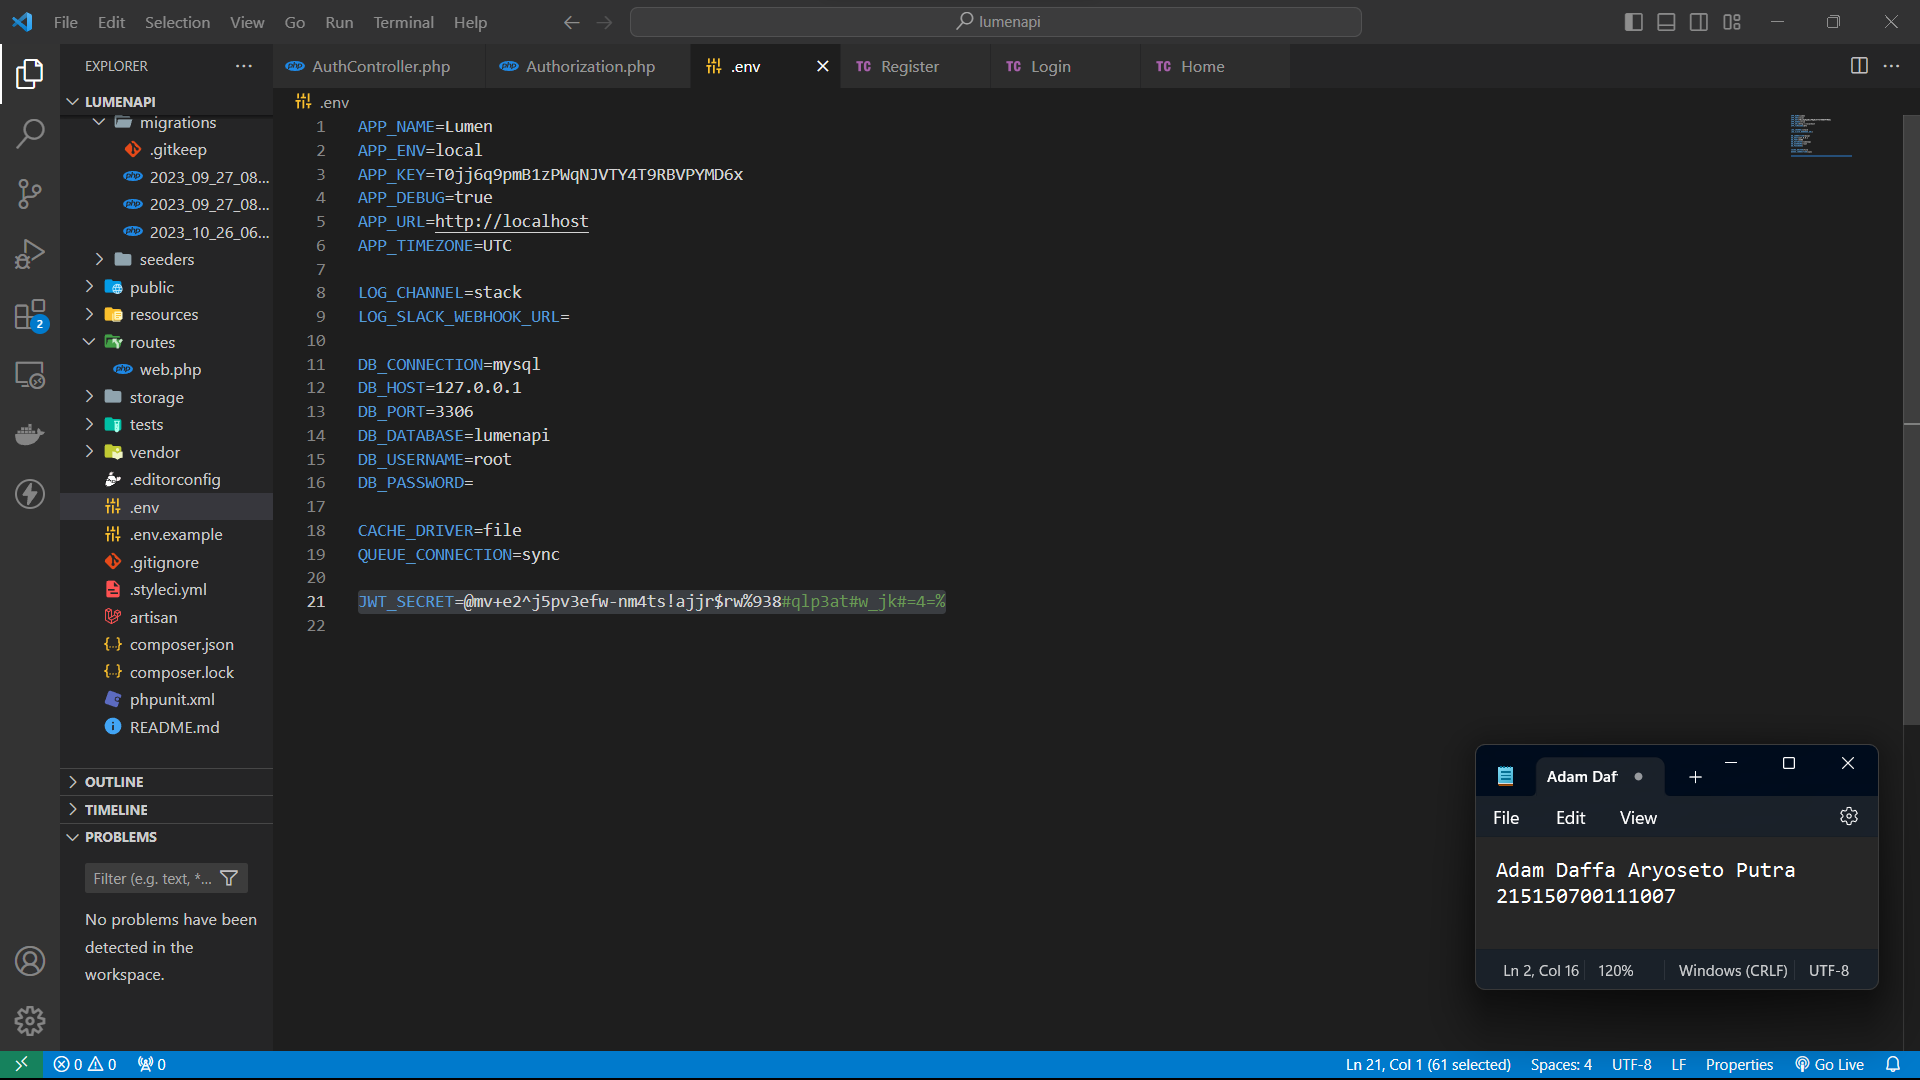 File Edit Selection View Go Run Terminal Help
lumenapi
EXPLORER
LUMENAPI
migrations
.gitkeep
2023_09_27_08...
2023_09_27_08...
2023_10_26_06...
seeders
public
resources
routes
web.php
storage
tests
vendor
.editorconfig
.env
.env.example
.gitignore
.styleci.yml
artisan
composer.json
composer.lock
phpunit.xml
README.md
OUTLINE
TIMELINE
PROBLEMS
Filter (e.g. text, *...
No problems have been
detected in the
workspace.
2
php AuthController.php
php Authorization.php
.env
TC Register
TC Login
TC Home
.env
1 APP_NAME=Lumen
2 APP_ENV=local
3 APP_KEY=T0jj6q9pmB1zPWqNJVTY4T9RBVPYMD6x
4 APP_DEBUG=true
5 APP_URL=http://localhost
6 APP_TIMEZONE=UTC
7
8 LOG_CHANNEL=stack
9 LOG_SLACK_WEBHOOK_URL=
10
11 DB_CONNECTION=mysql
12 DB_HOST=127.0.0.1
13 DB_PORT=3306
14 DB_DATABASE=lumenapi
15 DB_USERNAME=root
16 DB_PASSWORD=
17
18 CACHE_DRIVER=file
19 QUEUE_CONNECTION=sync
20
21 JWT_SECRET=@mv+e2^j5pv3efw-nm4ts!ajjr$rw%938#qlp3at#w_jk#=4=%
22
Adam Daf
File Edit View
Adam Daffa Aryoseto Putra
215150700111007
Ln 2, Col 16 120% Windows (CRLF) UTF-8
0 0 0
Ln 21, Col 1 (61 selected) Spaces: 4 UTF-8 LF Properties Go Live